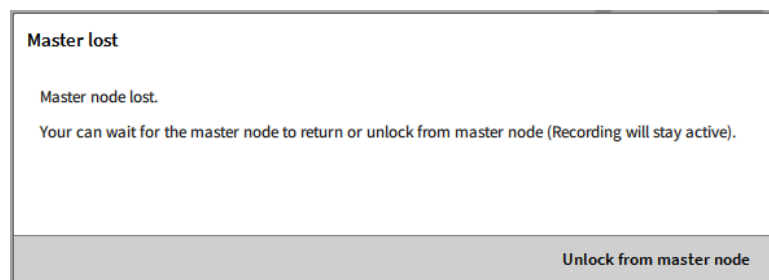 Master lost
Master node lost.
Your can wait for the master node to return or unlock from master node (Recording will stay active).
Unlock from master node